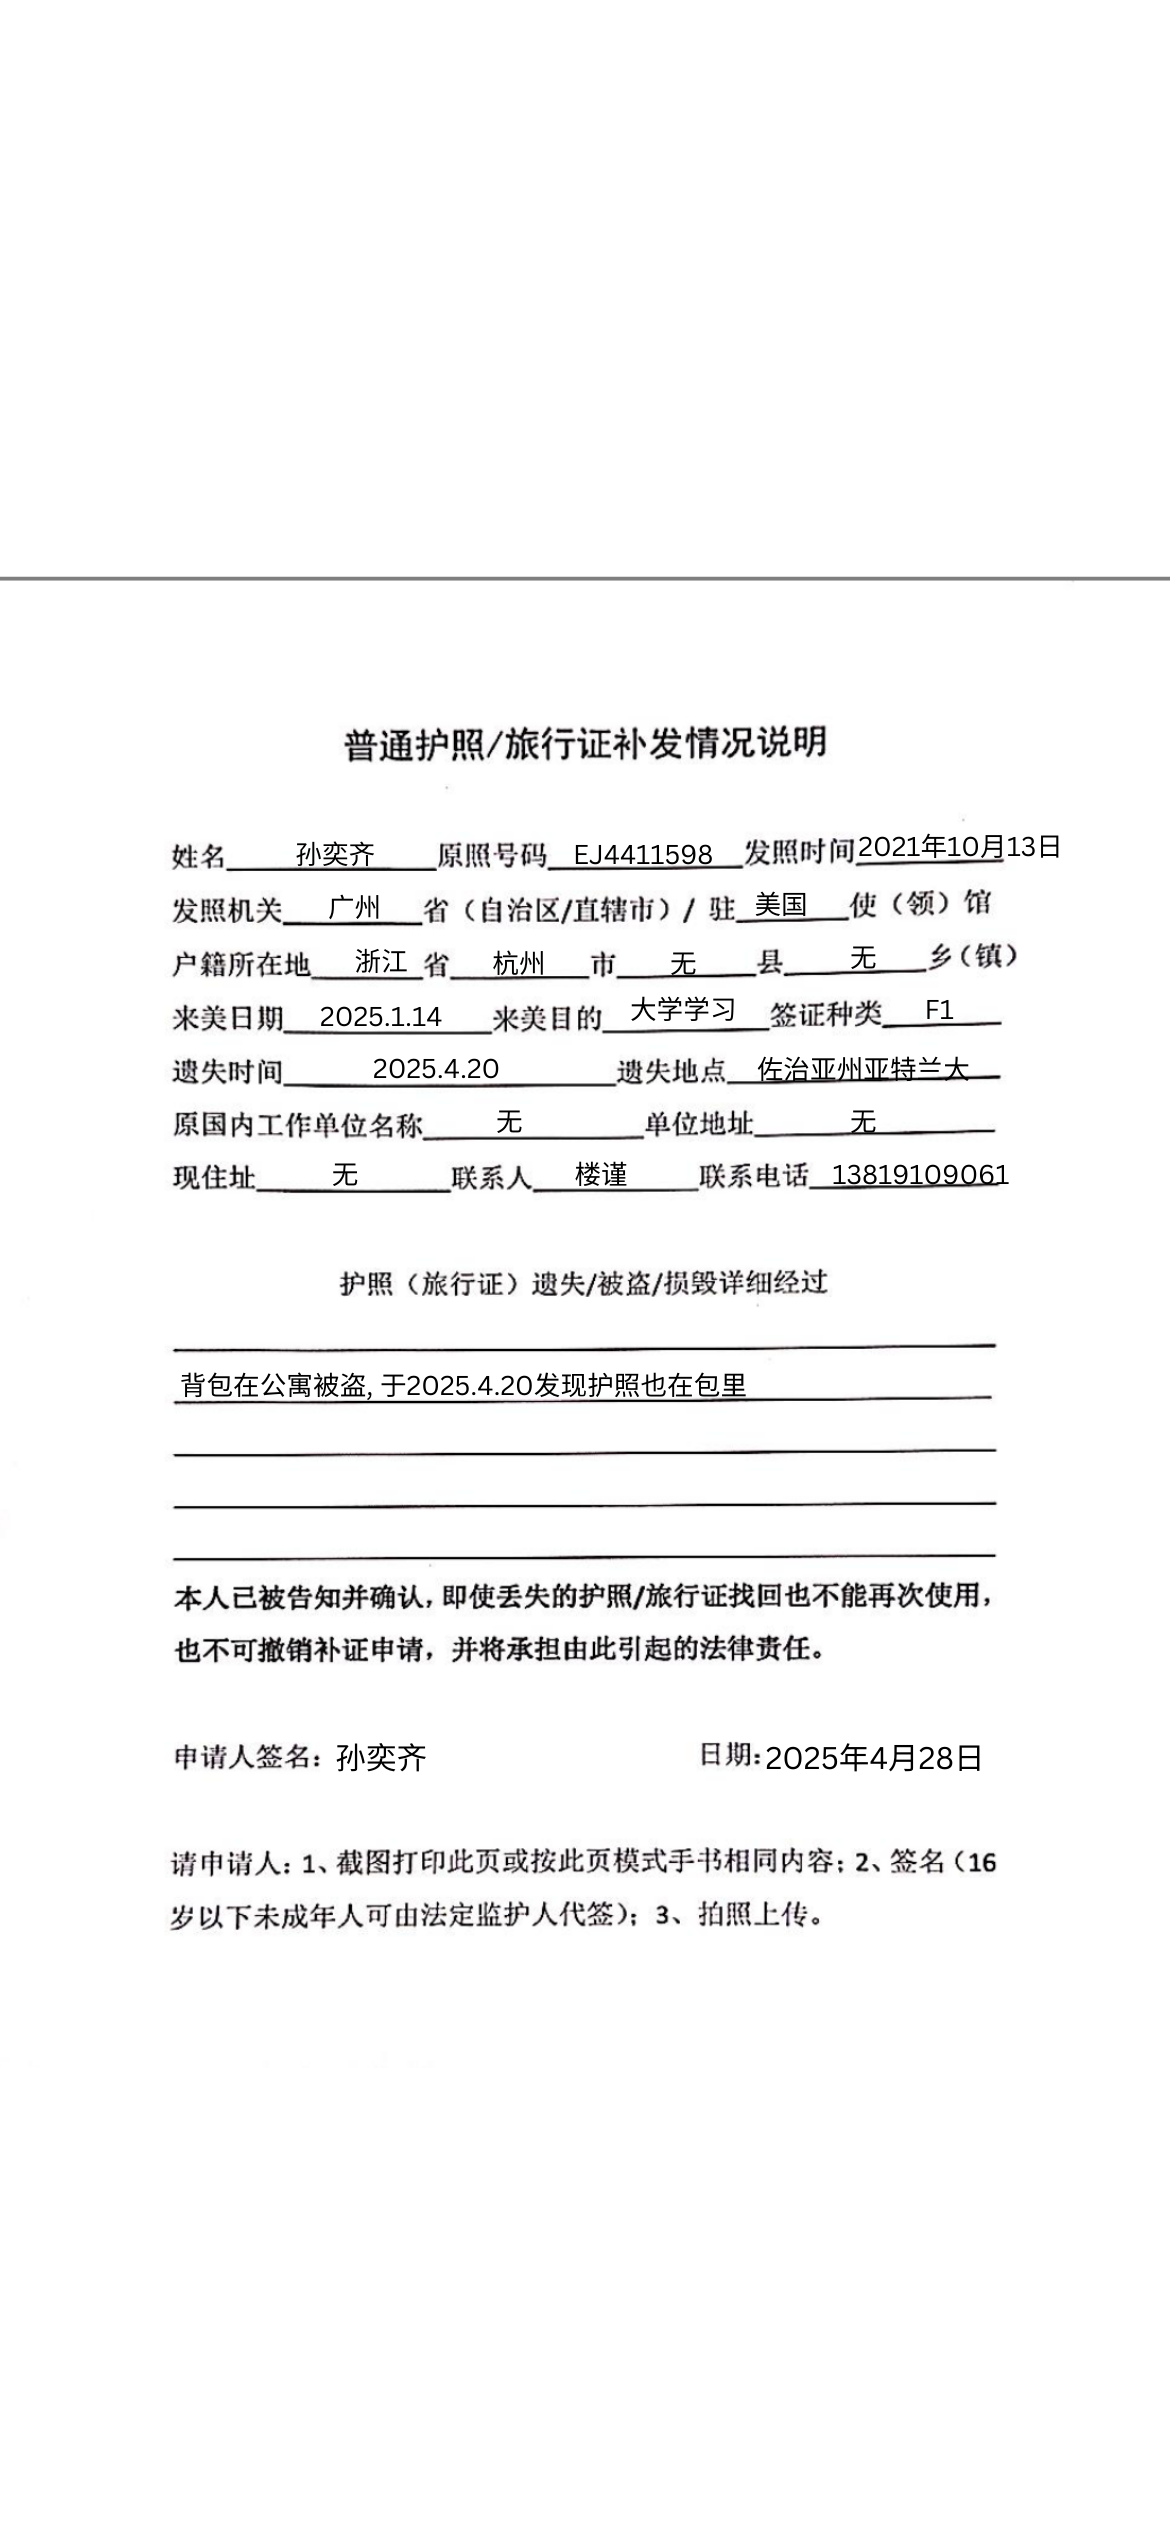 普通护照/旅行证补发情况说明
姓名 孙奕齐 原照号码 EJ4411598 发照时间 2021年10月13日
发照机关 广州 省（自治区/直辖市）/ 驻 美国 使（领）馆
户籍所在地 浙江 省 杭州 市 无 县 无 乡（镇）
来美日期 2025.1.14 来美目的 大学学习 签证种类 F1
遗失时间 2025.4.20 遗失地点 佐治亚州亚特兰大
原国内工作单位名称 无 单位地址 无
现住址 无 联系人 楼谨 联系电话 13819109061
护照（旅行证）遗失/被盗/损毁详细经过
背包在公寓被盗, 于2025.4.20发现护照也在包里
本人已被告知并确认，即使丢失的护照/旅行证找回也不能再次使用，
也不可撤销补证申请，并将承担由此引起的法律责任。
申请人签名：孙奕齐 日期:2025年4月28日
请申请人：1、截图打印此页或按此页模式手书相同内容；2、签名（16
岁以下未成年人可由法定监护人代签）；3、拍照上传。